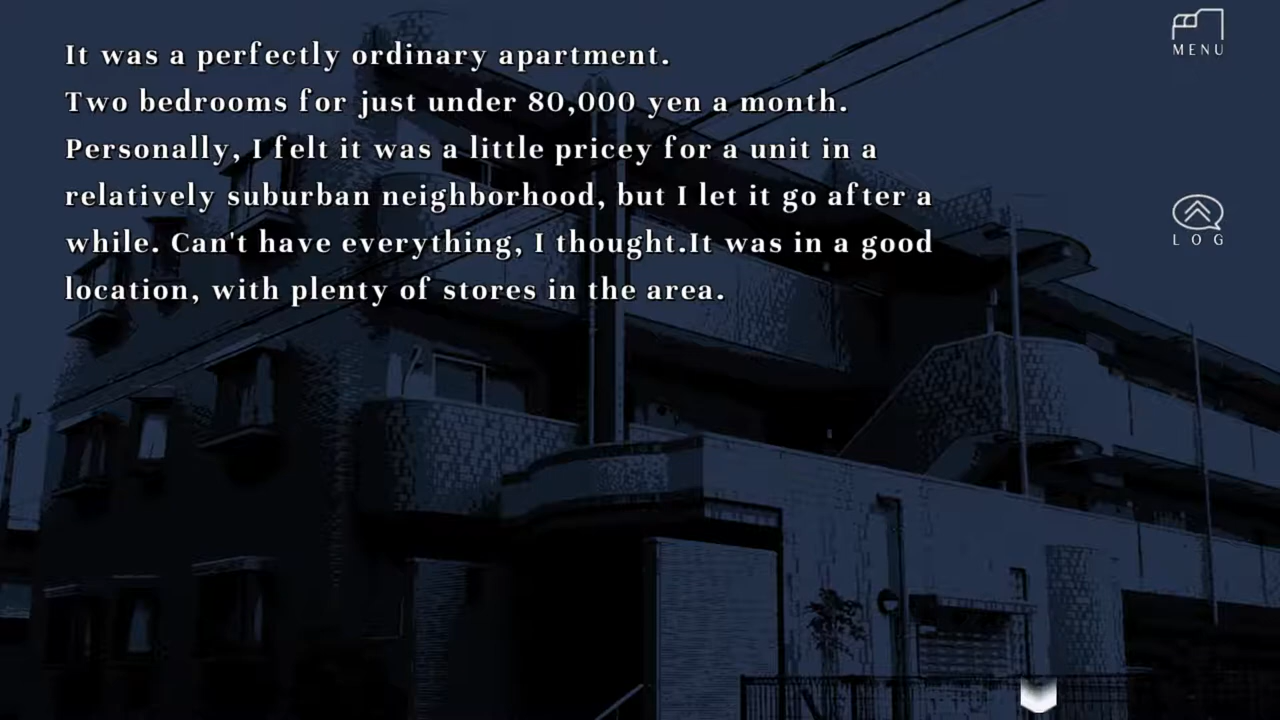 It was a perfectly ordinary apartment.
Two bedrooms for just under 80,000 yen a month.
Personally, I felt it was a little pricey for a unit in a
relatively suburban neighborhood, but I let it go after a
while. Can't have everything, I thought.It was in a good
location, with plenty of stores in the area.
MENU
LOG